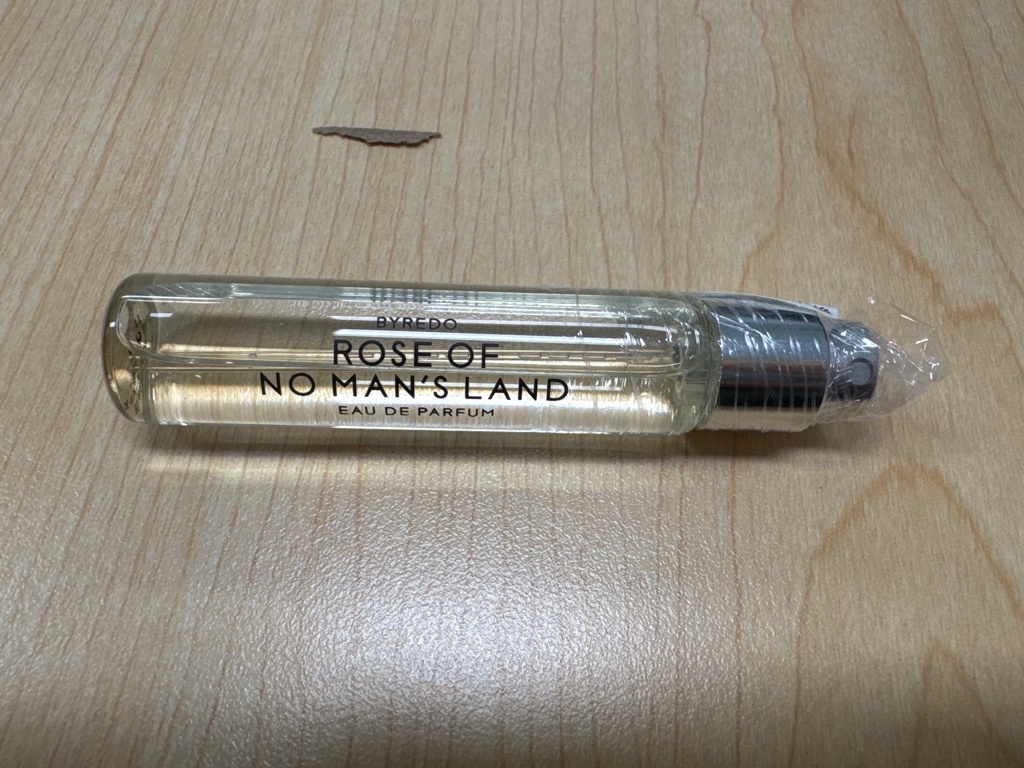 BYREDO
ROSE OF
NO MAN'S LAND
EAU DE PARFUM